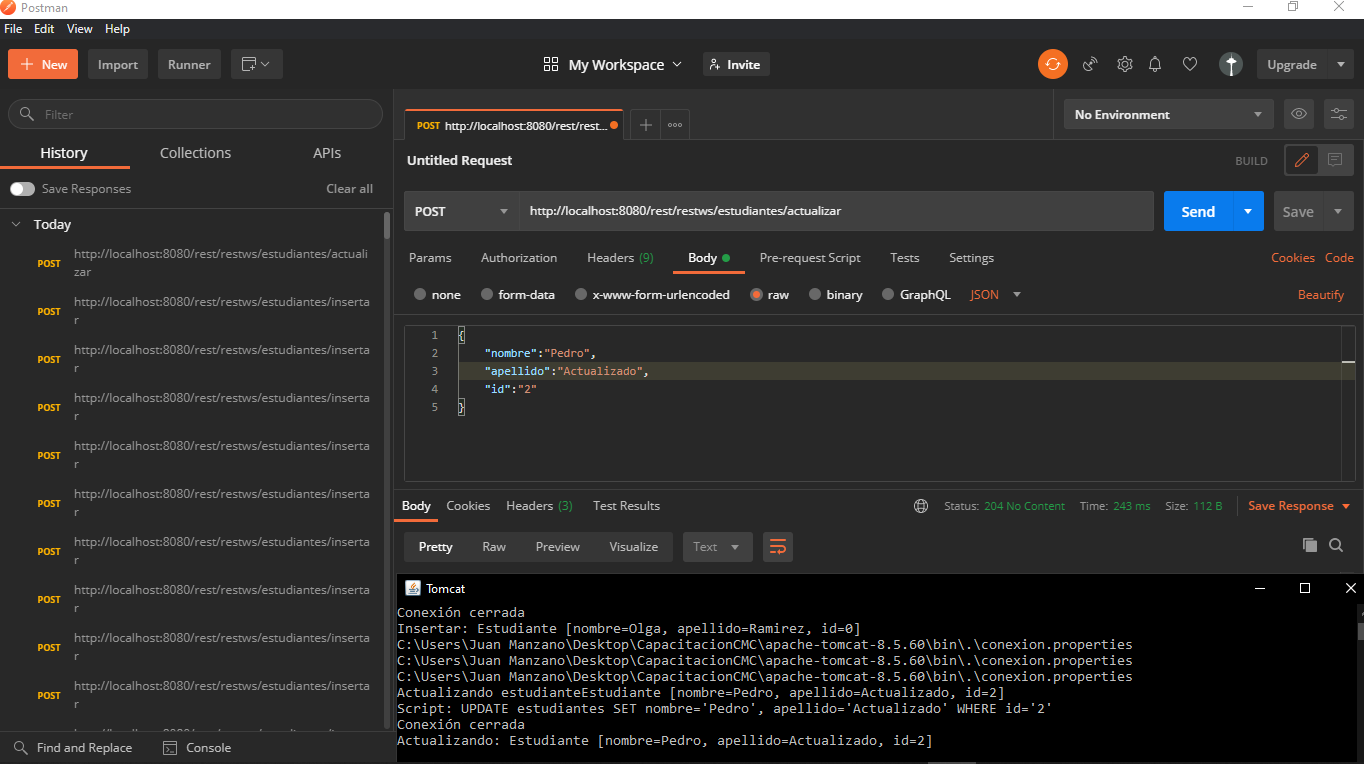 Postman
File Edit View Help
New Import Runner My Workspace Invite Upgrade
Filter
History Collections APIs
Save Responses Clear all
Today
POST http://localhost:8080/rest/restws/estudiantes/actuali
zar
POST http://localhost:8080/rest/restws/estudiantes/inserta
r
POST http://localhost:8080/rest/restws/estudiantes/inserta
r
POST http://localhost:8080/rest/restws/estudiantes/inserta
r
POST http://localhost:8080/rest/restws/estudiantes/inserta
r
POST http://localhost:8080/rest/restws/estudiantes/inserta
r
POST http://localhost:8080/rest/restws/estudiantes/inserta
r
POST http://localhost:8080/rest/restws/estudiantes/inserta
r
POST http://localhost:8080/rest/restws/estudiantes/inserta
r
POST http://localhost:8080/rest/restws/estudiantes/inserta
r
Find and Replace Console
POST http://localhost:8080/rest/rest... No Environment
Untitled Request BUILD
POST http://localhost:8080/rest/restws/estudiantes/actualizar Send Save
Params Authorization Headers (9) Body Pre-request Script Tests Settings Cookies Code
none form-data x-www-form-urlencoded raw binary GraphQL JSON Beautify
1 {
2 "nombre":"Pedro",
3 "apellido":"Actualizado",
4 "id":"2"
5 }
Body Cookies Headers (3) Test Results Status: 204 No Content Time: 243 ms Size: 112 B Save Response
Pretty Raw Preview Visualize Text
Tomcat
Conexión cerrada
Insertar: Estudiante [nombre=Olga, apellido=Ramirez, id=0]
C:\Users\Juan Manzano\Desktop\CapacitacionCMC\apache-tomcat-8.5.60\bin\.\conexion.properties
C:\Users\Juan Manzano\Desktop\CapacitacionCMC\apache-tomcat-8.5.60\bin\.\conexion.properties
C:\Users\Juan Manzano\Desktop\CapacitacionCMC\apache-tomcat-8.5.60\bin\.\conexion.properties
Actualizando estudianteEstudiante [nombre=Pedro, apellido=Actualizado, id=2]
Script: UPDATE estudiantes SET nombre='Pedro', apellido='Actualizado' WHERE id='2'
Conexión cerrada
Actualizando: Estudiante [nombre=Pedro, apellido=Actualizado, id=2]